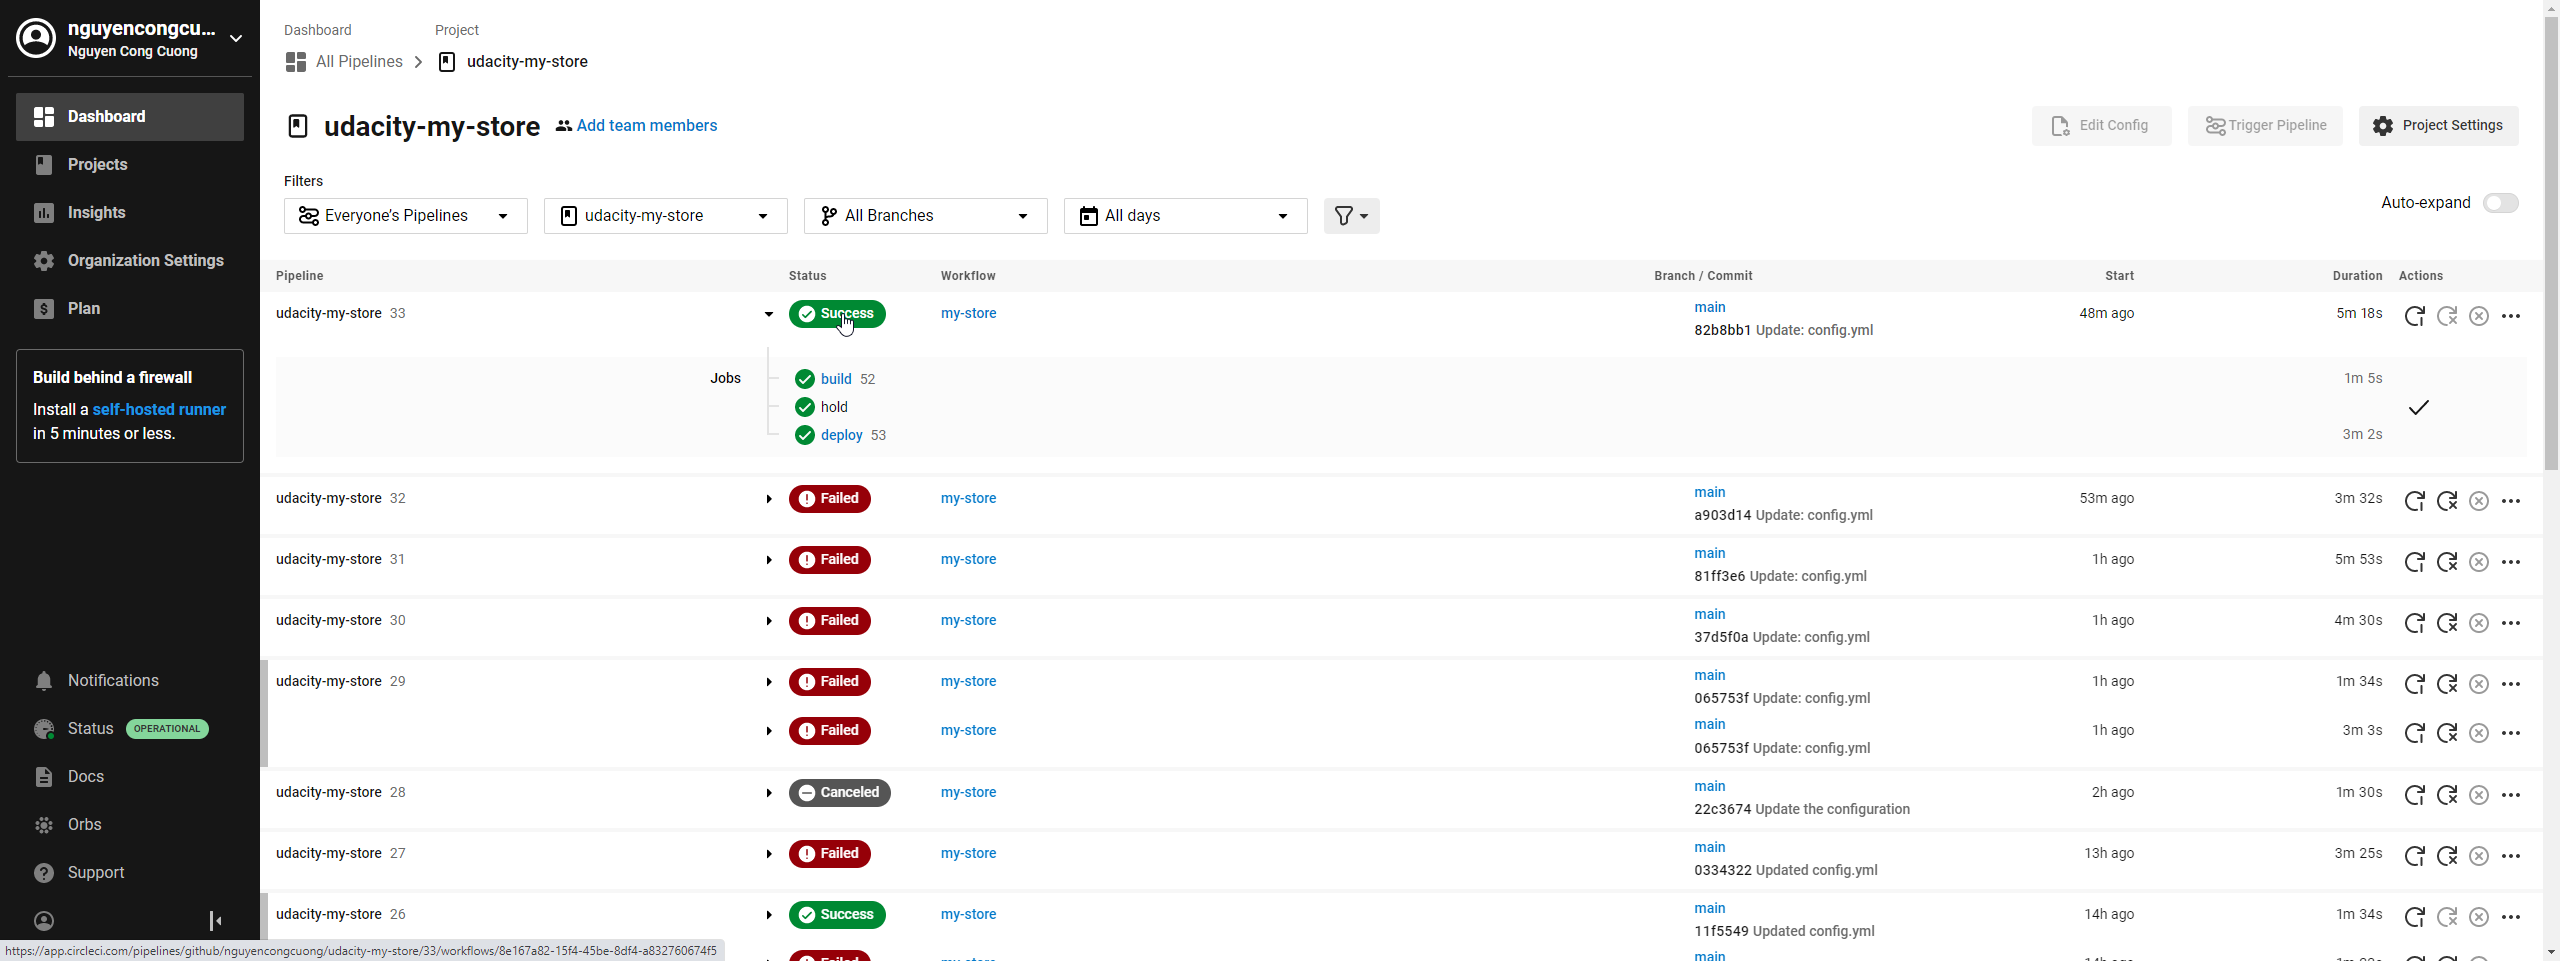 nguyencongcu...
Nguyen Cong Cuong
Dashboard
Projects
Insights
Organization Settings
Plan
Build behind a firewall
Install a self-hosted runner
in 5 minutes or less.
Notifications
Status OPERATIONAL
Docs
Orbs
Support
Dashboard Project
All Pipelines udacity-my-store
udacity-my-store Add team members
Edit Config Trigger Pipeline Project Settings
Filters
Everyone's Pipelines udacity-my-store All Branches All days
Auto-expand
Pipeline Status Workflow Branch / Commit Start Duration Actions
udacity-my-store 33 Success my-store main 48m ago 5m 18s
82b8bb1 Update: config.yml
Jobs build 52 1m 5s
hold
deploy 53 3m 2s
udacity-my-store 32 Failed my-store main 53m ago 3m 32s
a903d14 Update: config.yml
udacity-my-store 31 Failed my-store main 1h ago 5m 53s
81ff3e6 Update: config.yml
udacity-my-store 30 Failed my-store main 1h ago 4m 30s
37d5f0a Update: config.yml
udacity-my-store 29 Failed my-store main 1h ago 1m 34s
065753f Update: config.yml
Failed my-store main 1h ago 3m 3s
065753f Update: config.yml
udacity-my-store 28 Canceled my-store main 2h ago 1m 30s
22c3674 Update the configuration
udacity-my-store 27 Failed my-store main 13h ago 3m 25s
0334322 Updated config.yml
udacity-my-store 26 Success my-store main 14h ago 1m 34s
11f5549 Updated config.yml
Failed my-store main 14h ago
https://app.circleci.com/pipelines/github/nguyencongcuong/udacity-my-store/33/workflows/8e167a82-15f4-45be-8df4-a832760674f5